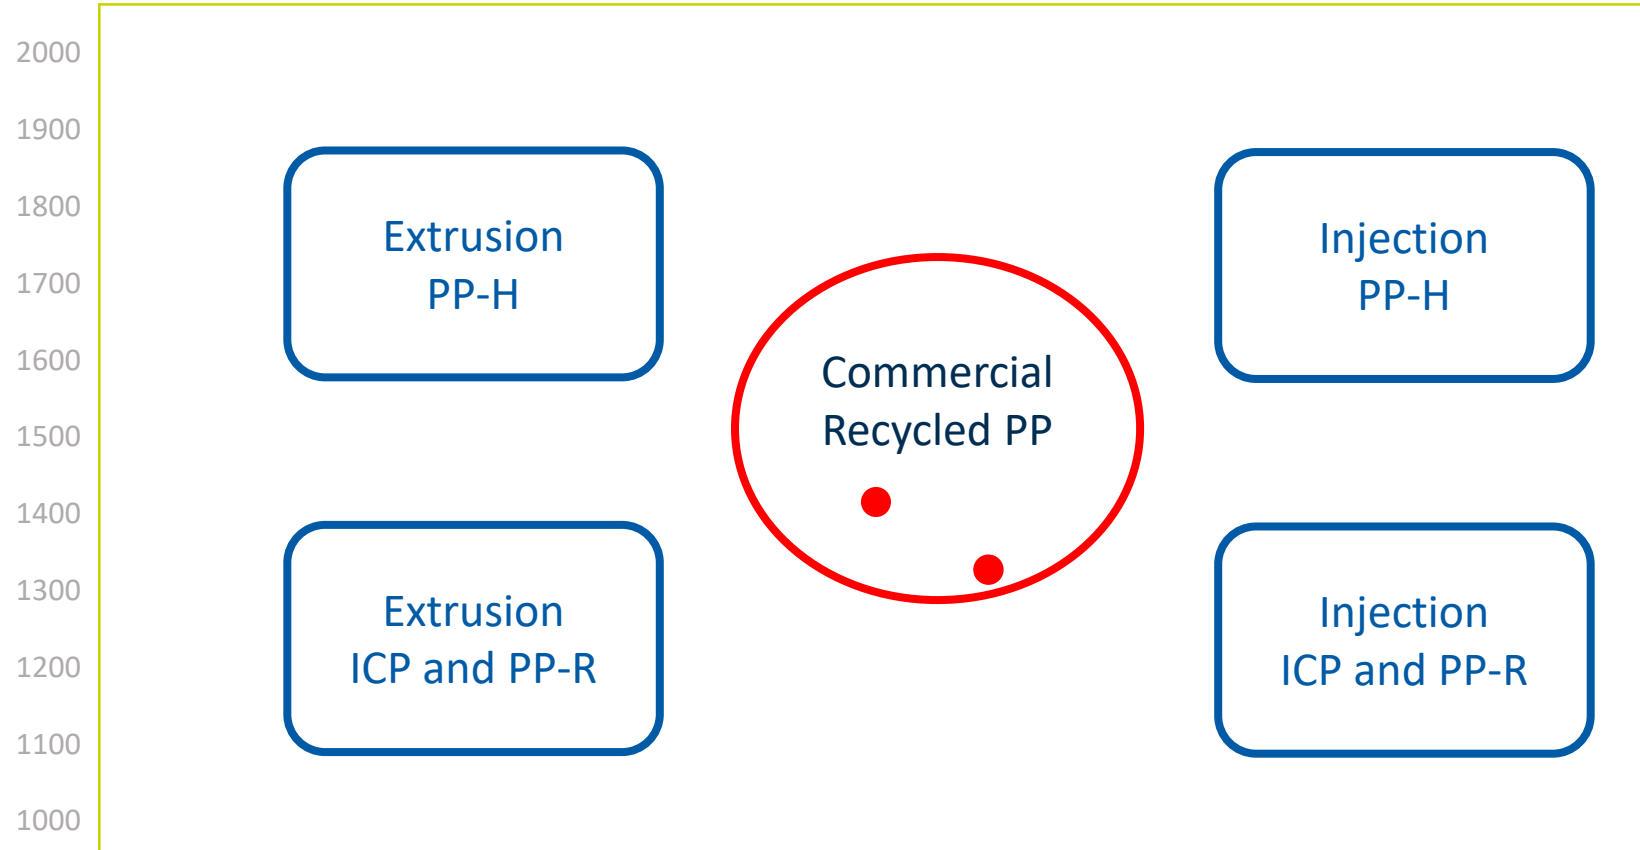 2000
1900
1800
1700
1600
1500
1400
1300
1200
1100
1000
Extrusion
PP-H
Injection
PP-H
Commercial
Recycled PP
Extrusion
ICP and PP-R
Injection
ICP and PP-R